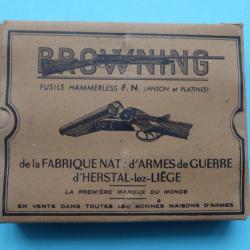 BROWNING
FUSILS HAMMERLESS F.N. (ANSON et PLATINES)
de la FABRIQUE NAT: d'ARMES de GUERRE
d'HERSTAL-lez-LIÈGE
LA PREMIÈRE MARQUE DU MONDE
EN VENTE DANS TOUTES LES BONNES MAISONS D'ARMES